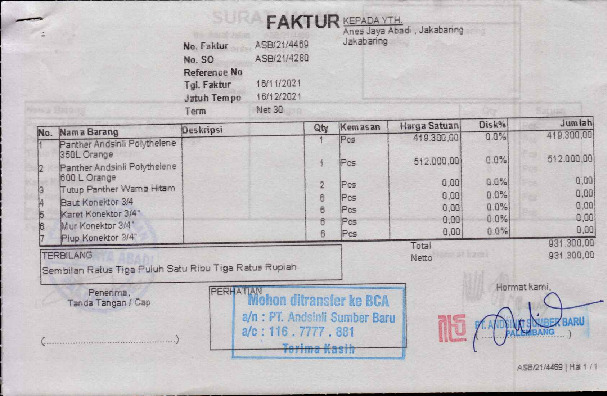 FAKTUR
KEPADA YTH.
Anes Jaya Abadi , Jakabaring
Jakabaring
No. Faktur ASB/21/4469
No. SO ASB/21/4280
Reference No
Tgl. Faktur 16/11/2021
Jatuh Tempo 16/12/2021
Term Net 30
No. Nama Barang Deskripsi Qty Kemasan Harga Satuan Disk% Jumlah
1 Panther Andsinli Polythelene 350L Orange 1 Pcs 419.300,00 0.0% 419.300,00
2 Panther Andsinli Polythelene 600 L Orange 1 Pcs 512.000,00 0.0% 512.000,00
3 Tutup Panther Warna Hitam 2 Pcs 0,00 0.0% 0,00
4 Baut Konektor 3/4 6 Pcs 0,00 0.0% 0,00
5 Karet Konektor 3/4" 6 Pcs 0,00 0.0% 0,00
6 Mur Konektor 3/4" 6 Pcs 0,00 0.0% 0,00
7 Plup Konektor 3/4" 6 Pcs 0,00 0.0% 0,00
Total 931.300,00
Netto 931.300,00
TERBILANG
Sembilan Ratus Tiga Puluh Satu Ribu Tiga Ratus Rupiah
Penerima,
Tanda Tangan / Cap
PERHATIAN
Mohon ditransfer ke BCA
a/n : PT. Andsinli Sumber Baru
a/c : 116 . 7777 . 881
Terima Kasih
Hormat kami,
PT. ANDSINLI SUMBER BARU
PALEMBANG
ASB/21/4469 | Hal 1 / 1